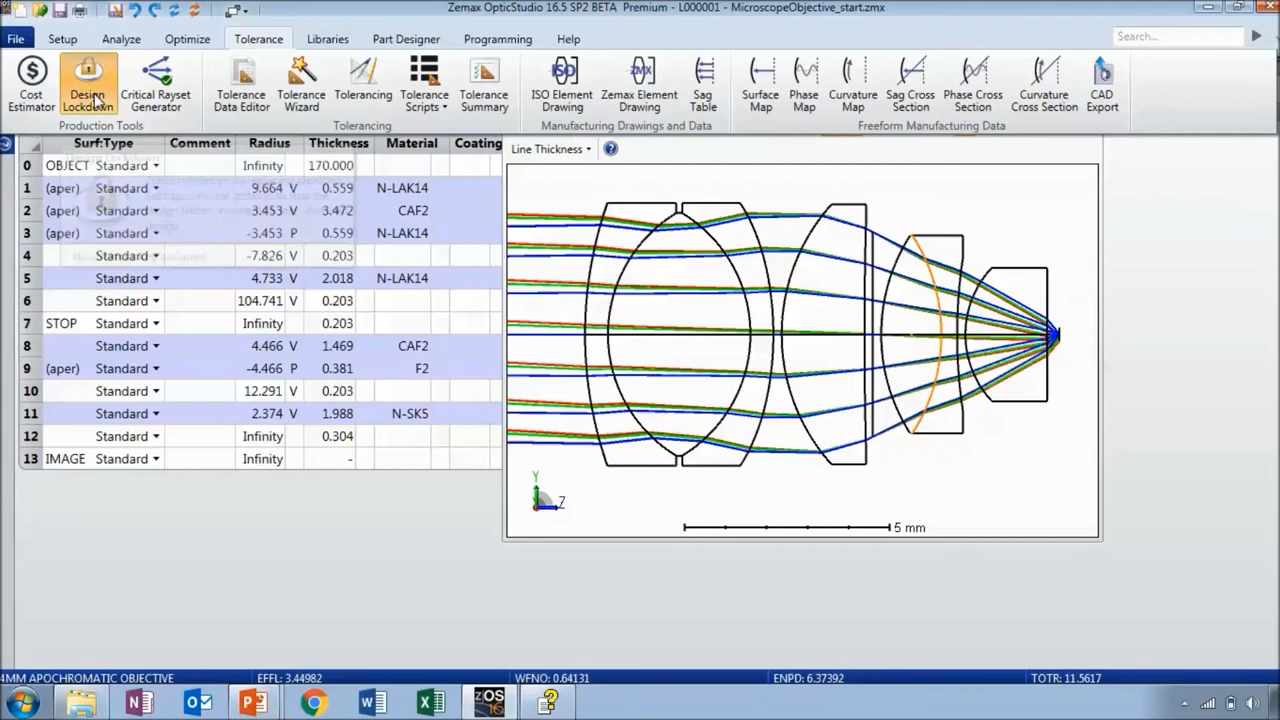 Zemax OpticStudio 16.5 SP2 BETA   Premium - L000001 - MicroscopeObjective_start.zmx
File Setup Analyze Optimize Tolerance Libraries Part Designer Programming Help Search...
Cost Estimator
Design Lockdown
Critical Rayset Generator
Tolerance Data Editor
Tolerance Wizard
Tolerancing
Tolerance Scripts
Tolerance Summary
ISO Element Drawing
Zemax Element Drawing
Sag Table
Surface Map
Phase Map
Curvature Map
Sag Cross Section
Phase Cross Section
Curvature Cross Section
CAD Export
Production Tools Tolerancing Manufacturing Drawings and Data Freeform Manufacturing Data
Surf:Type Comment Radius Thickness Material Coating
Line Thickness
0 OBJECT Standard Infinity 170.000
1 (aper) Standard 9.664 V 0.559 N-LAK14
2 (aper) Standard 3.453 V 3.472 CAF2
3 (aper) Standard -3.453 P 0.559 N-LAK14
4 Standard -7.826 V 0.203
5 Standard 4.733 V 2.018 N-LAK14
6 Standard 104.741 V 0.203
7 STOP Standard Infinity 0.203
8 Standard 4.466 V 1.469 CAF2
9 (aper) Standard -4.466 P 0.381 F2
10 Standard 12.291 V 0.203
11 Standard 2.374 V 1.988 N-SK5
12 Standard Infinity 0.304
13 IMAGE Standard Infinity -
Y
Z
5 mm
4MM APOCHROMATIC OBJECTIVE EFFL: 3.44982 WFNO: 0.64131 ENPD: 6.37392 TOTR: 11.5617